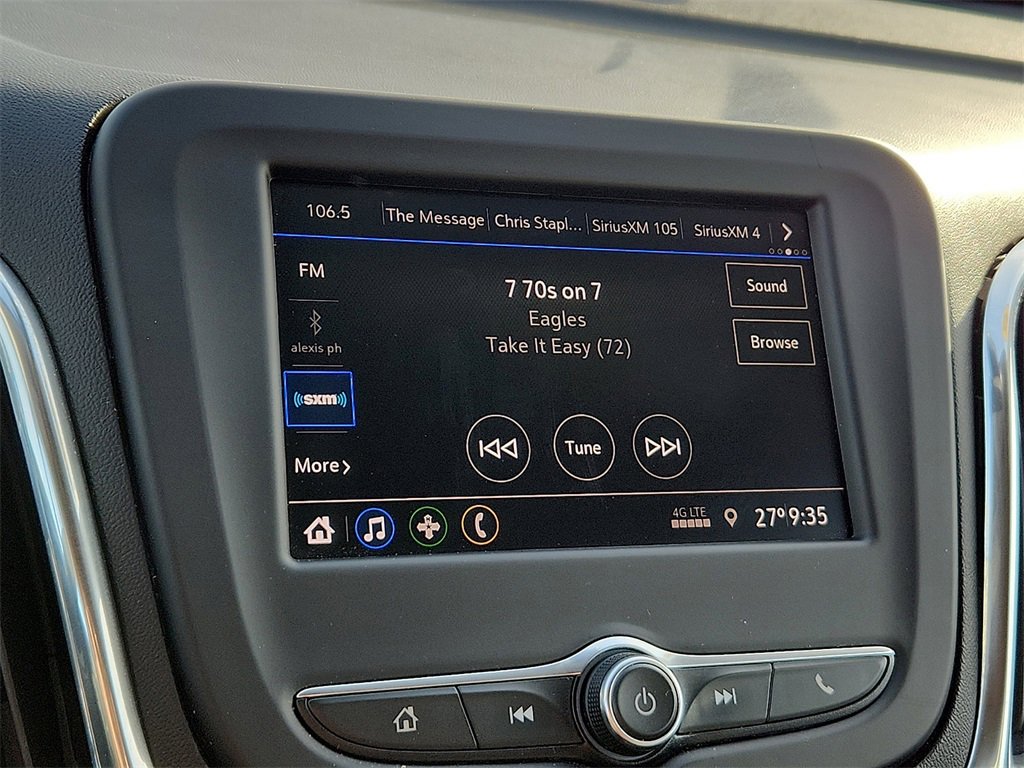 106.5 The Message Chris Stapl... SiriusXM 105 SiriusXM 4
FM
7 70s on 7
Sound
Eagles
alexis ph
Take It Easy (72)
Browse
((sxm))
More
Tune
4G LTE
27° 9:35